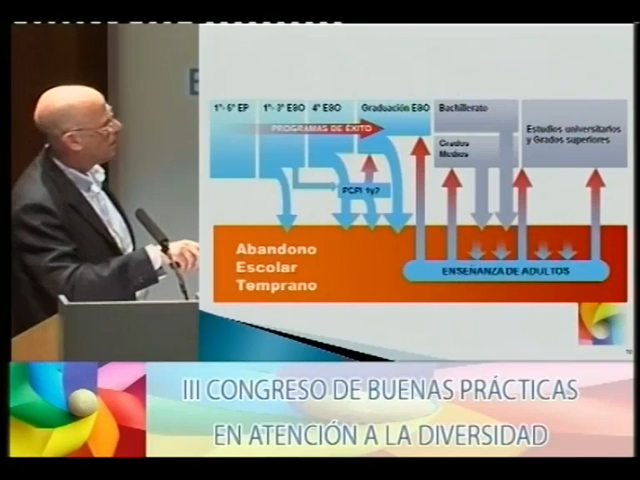 1º- 6º EP
1º- 3º ESO
4º ESO
Graduación ESO
Bachillerato
PROGRAMAS DE ÉXITO
Grados
Medios
Estudios universitarios
y Grados superiores
PCPI 1y2
Abandono
Escolar
Temprano
ENSEÑANZA DE ADULTOS
III CONGRESO DE BUENAS PRÁCTICAS
EN ATENCIÓN A LA DIVERSIDAD